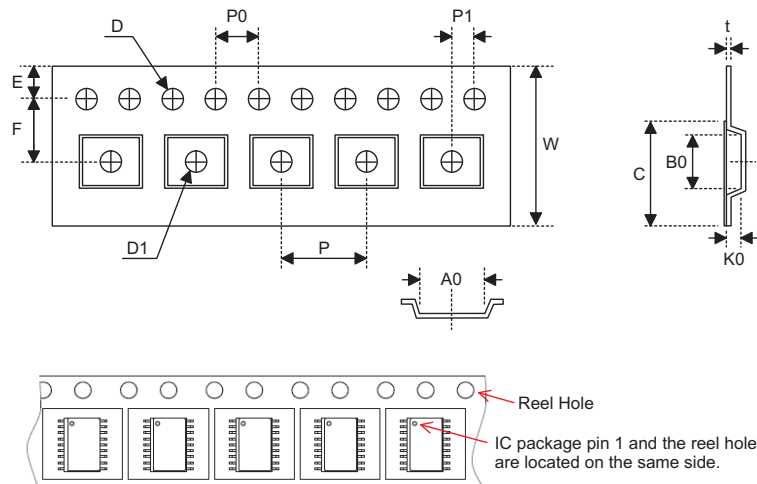 D
P0
P1
t
E
F
W
C
B0
D1
P
K0
A0
Reel Hole
IC package pin 1 and the reel hole
are located on the same side.